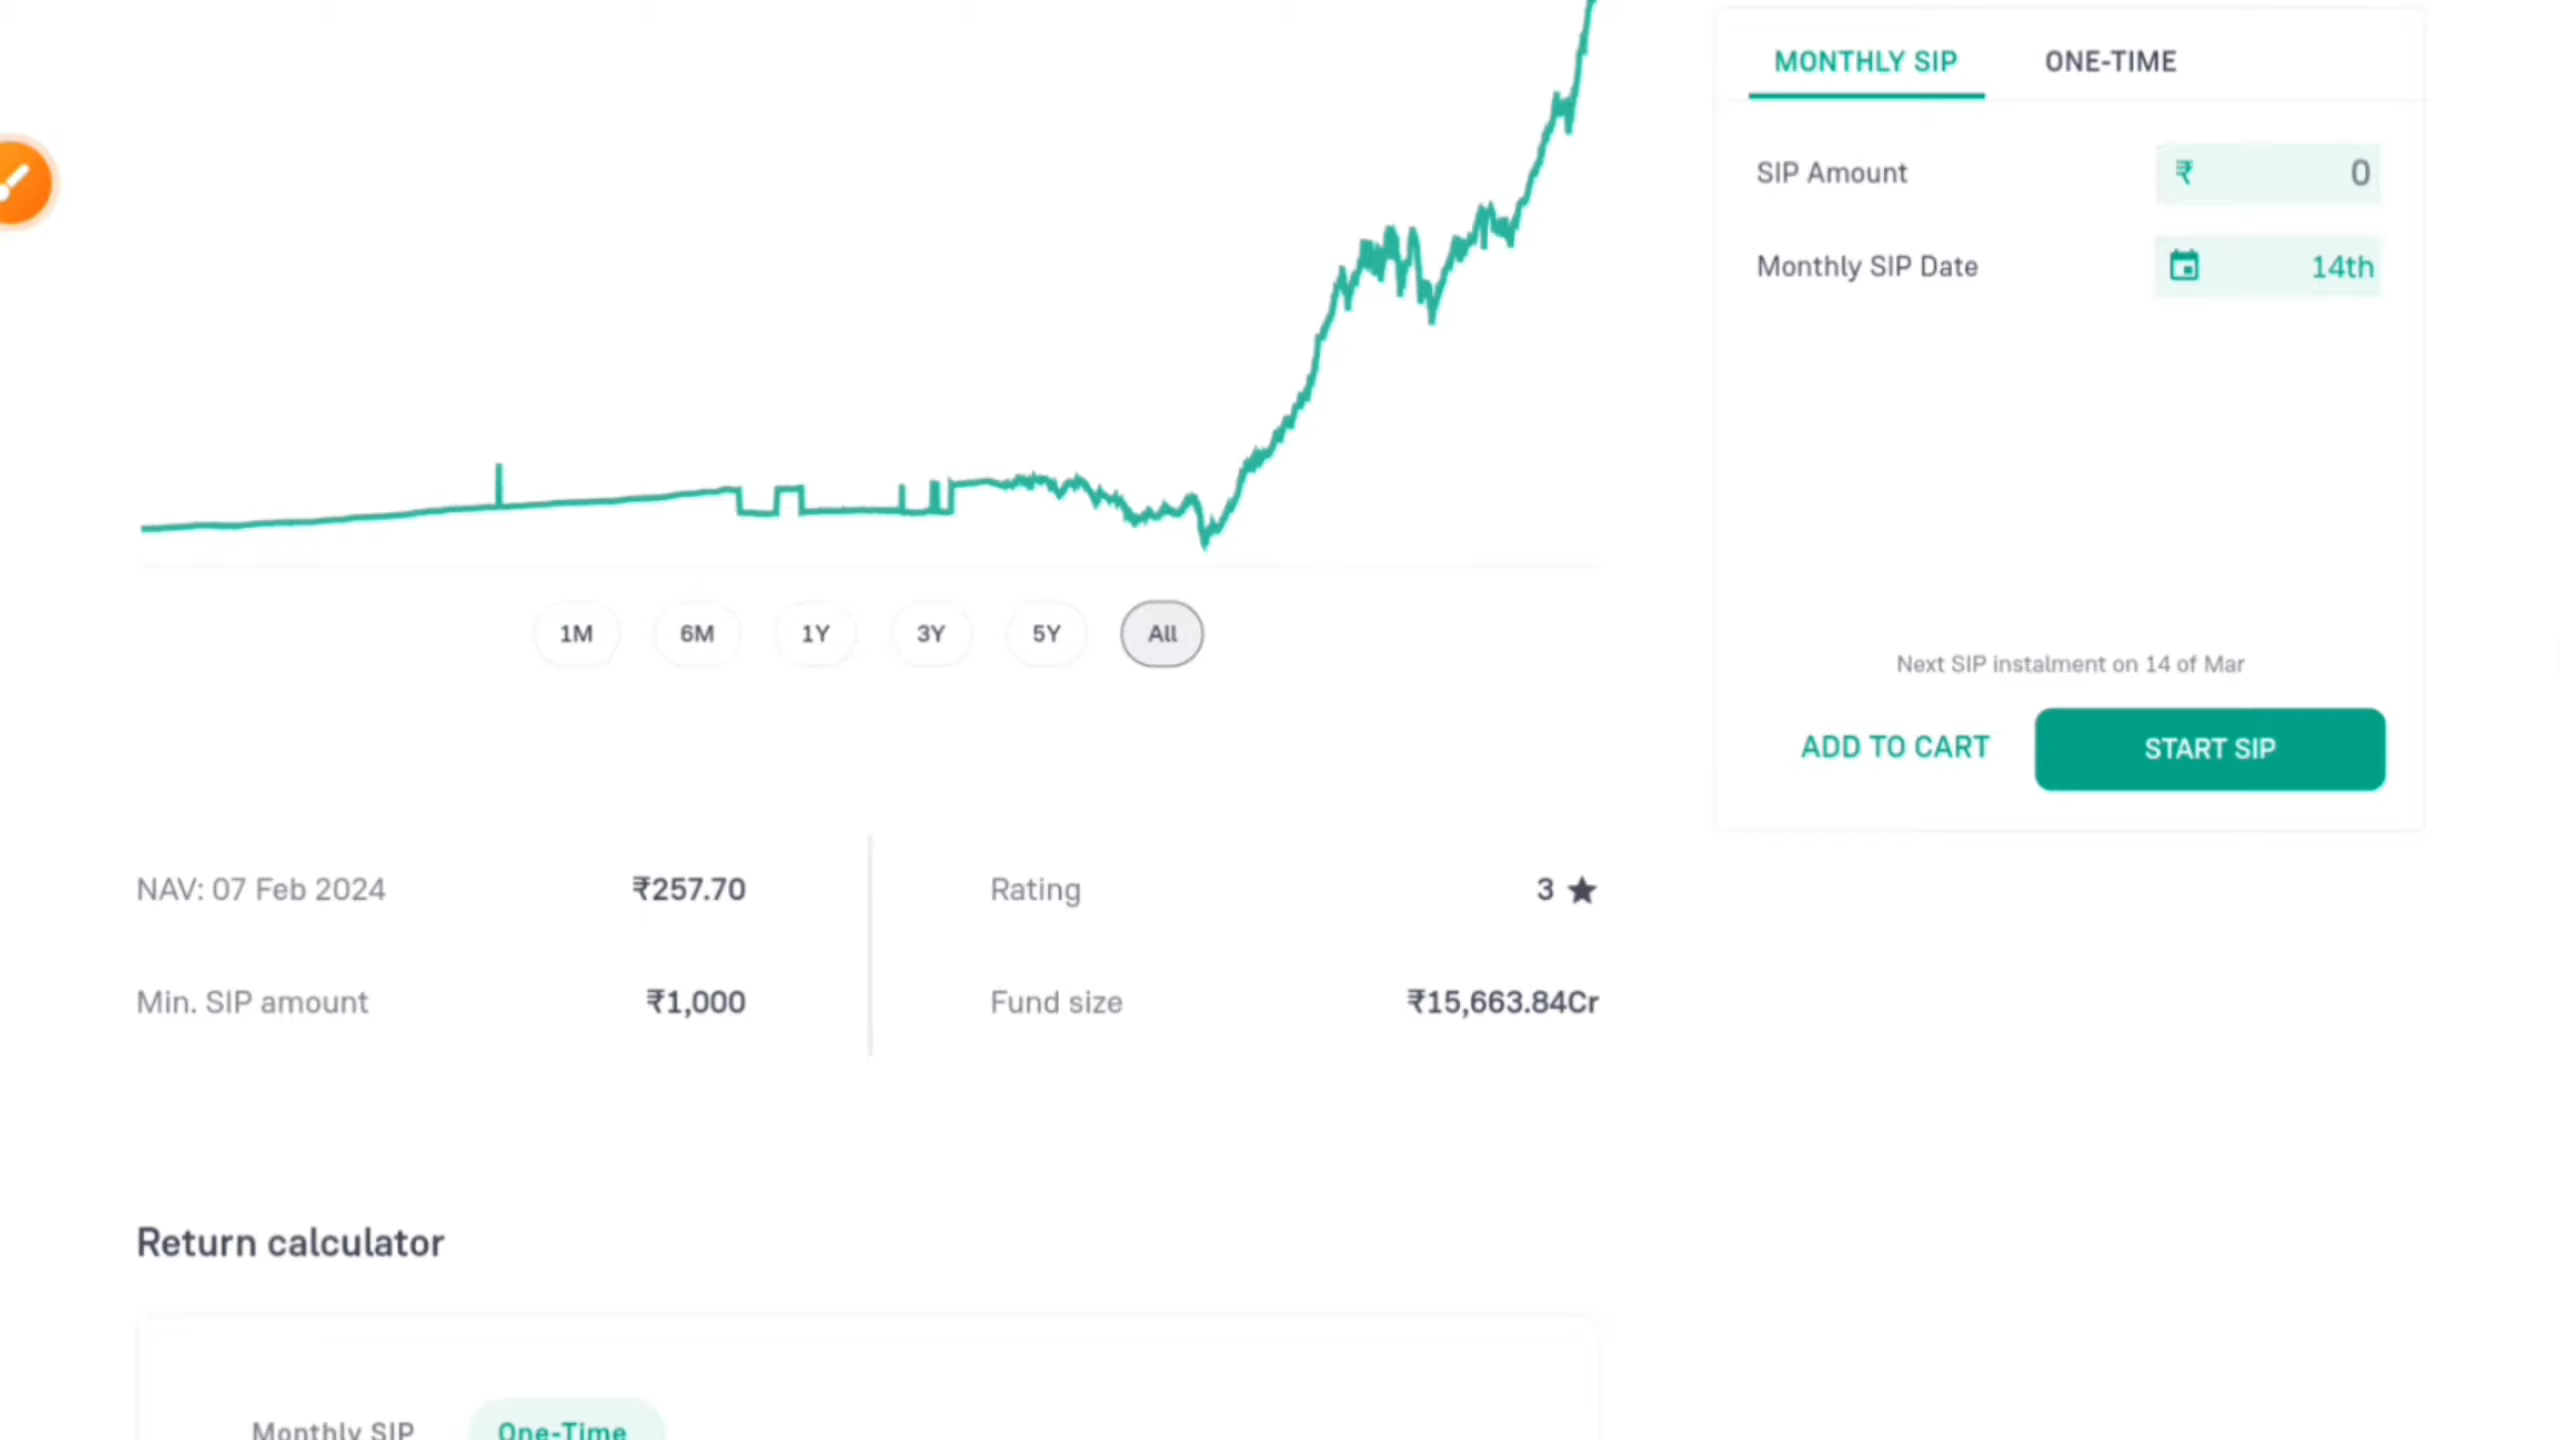 MONTHLY SIP ONE-TIME
SIP Amount ₹ 0
Monthly SIP Date 14th
1M 6M 1Y 3Y 5Y All
Next SIP instalment on 14 of Mar
ADD TO CART START SIP
NAV: 07 Feb 2024 ₹257.70 Rating 3 ★
Min. SIP amount ₹1,000 Fund size ₹15,663.84Cr
Return calculator
Monthly SIP One-Time